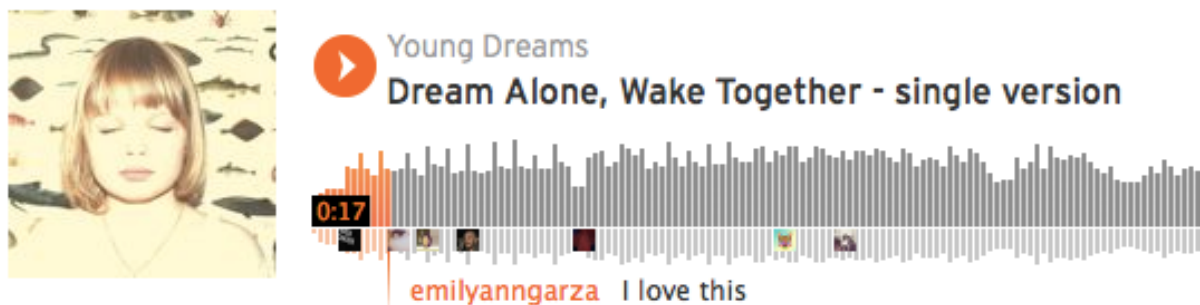 Young Dreams
Dream Alone, Wake Together - single version
0:17
emilyanngarza I love this